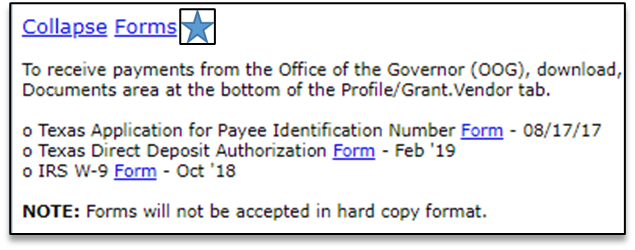 Collapse Forms
To receive payments from the Office of the Governor (OOG), download,
Documents area at the bottom of the Profile/Grant.Vendor tab.
o Texas Application for Payee Identification Number Form - 08/17/17
o Texas Direct Deposit Authorization Form - Feb '19
o IRS W-9 Form - Oct '18
NOTE: Forms will not be accepted in hard copy format.